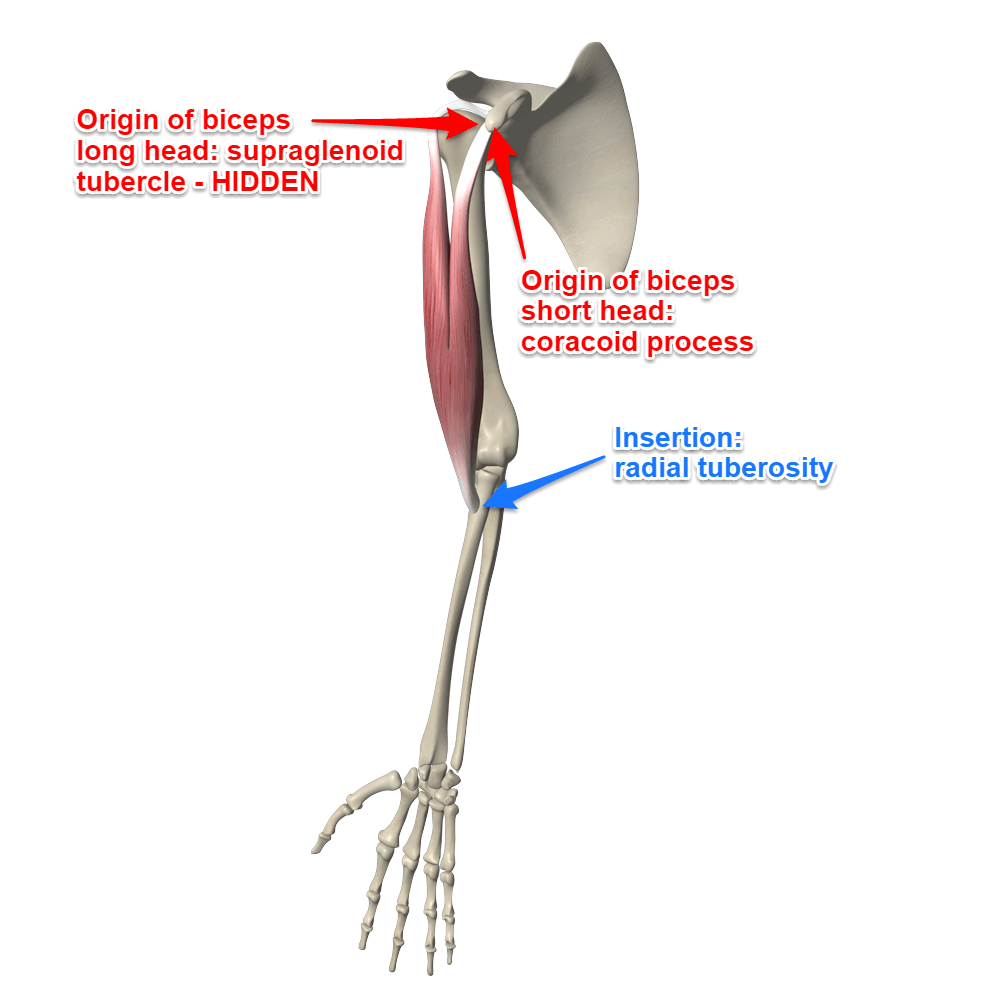 Origin of biceps
long head: supraglenoid
tubercle - HIDDEN
Origin of biceps
short head:
coracoid process
Insertion:
radial tuberosity